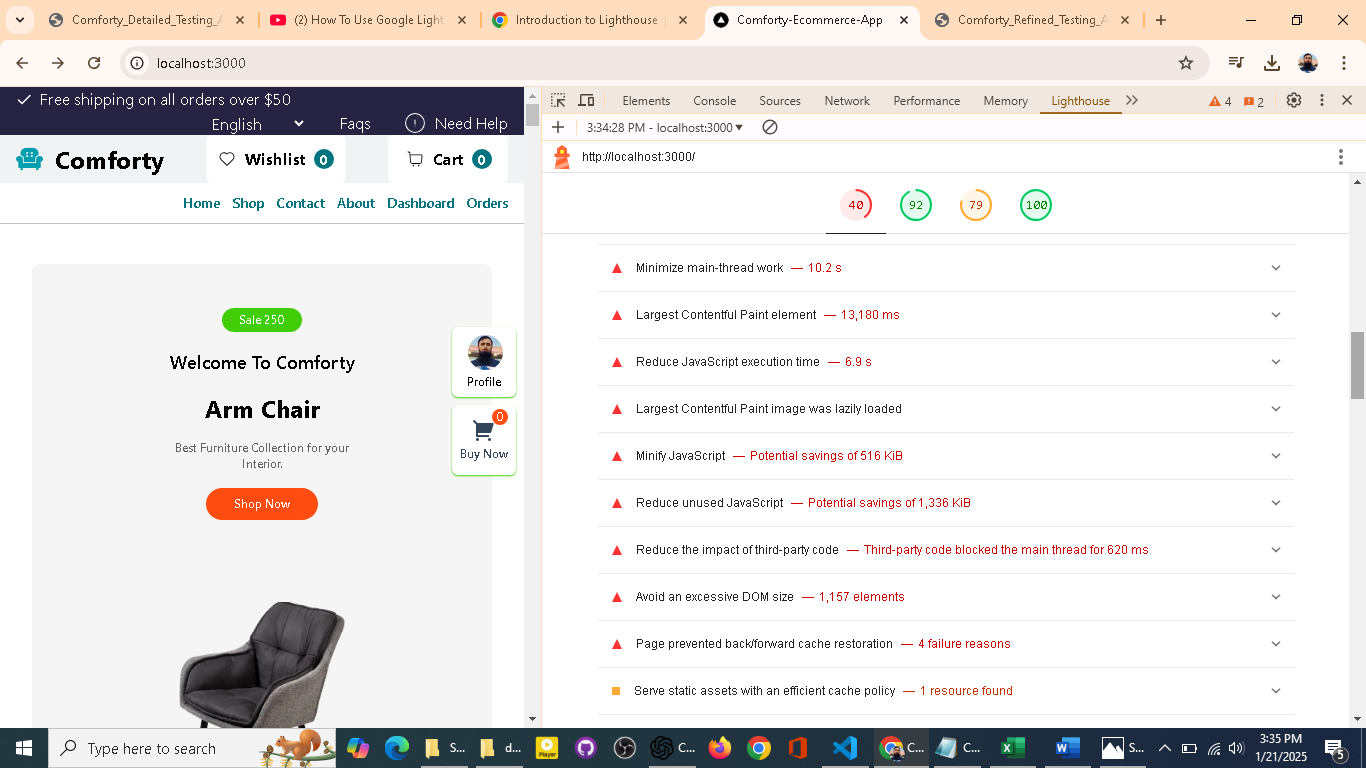 Comforty_Detailed_Testing_
(2) How To Use Google Light
Introduction to Lighthouse
Comforty-Ecommerce-App
Comforty_Refined_Testing_A
localhost:3000
Free shipping on all orders over $50
English
Faqs
Need Help
Comforty
Wishlist 0
Cart 0
Home Shop Contact About Dashboard Orders
Sale 250
Welcome To Comforty
Arm Chair
Best Furniture Collection for your
Interior.
Shop Now
Profile
0
Buy Now
Elements Console Sources Network Performance Memory Lighthouse
4 2
3:34:28 PM - localhost:3000
http://localhost:3000/
40 92 79 100
Minimize main-thread work — 10.2 s
Largest Contentful Paint element — 13,180 ms
Reduce JavaScript execution time — 6.9 s
Largest Contentful Paint image was lazily loaded
Minify JavaScript — Potential savings of 516 KiB
Reduce unused JavaScript — Potential savings of 1,336 KiB
Reduce the impact of third-party code — Third-party code blocked the main thread for 620 ms
Avoid an excessive DOM size — 1,157 elements
Page prevented back/forward cache restoration — 4 failure reasons
Serve static assets with an efficient cache policy — 1 resource found
Type here to search
S...
d...
Player
C...
C...
C...
S...
3:35 PM
1/21/2025
5